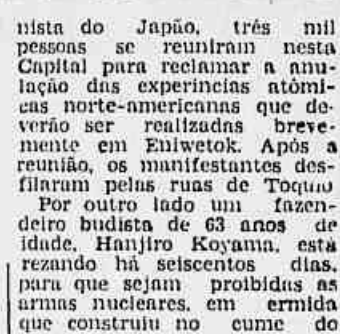 nista do Japão, três mil
pessoas se reuniram nesta
Capital para reclamar a anu-
lação das experincias atômi-
cas norte-americanas que de-
verão ser realizadas breve-
mente em Eniwetok. Após a
reunião, os manifestantes des-
filaram pelas ruas de Toquio
Por outro lado um fazen-
deiro budista de 63 anos de
idade, Hanjiro Koyama, está
rezando há seiscentos dias,
para que sejam proibidas as
armas nucleares, em ermida
que construiu no cume do